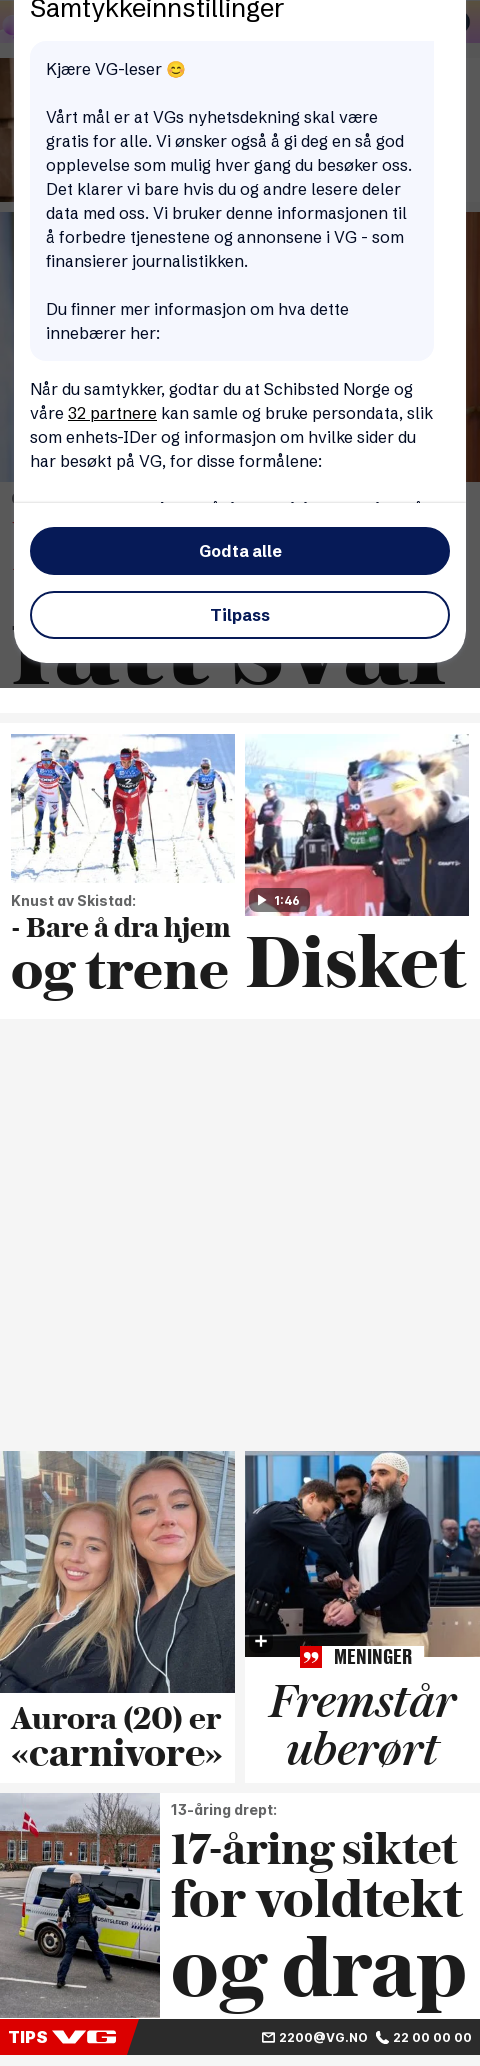 Samtykkeinnstillinger
Kjære VG-leser 😊
Vårt mål er at VGs nyhetsdekning skal være
gratis for alle. Vi ønsker også å gi deg en så god
opplevelse som mulig hver gang du besøker oss.
Det klarer vi bare hvis du og andre lesere deler
data med oss. Vi bruker denne informasjonen til
å forbedre tjenestene og annonsene i VG - som
finansierer journalistikken.
Du finner mer informasjon om hva dette
innebærer her:
Når du samtykker, godtar du at Schibsted Norge og
våre 32 partnere kan samle og bruke persondata, slik
som enhets-IDer og informasjon om hvilke sider du
har besøkt på VG, for disse formålene:
Godta alle
Tilpass
fått svar
Knust av Skistad:
- Bare å dra hjem
og trene
1:46
Disket
Aurora (20) er
«carnivore»
MENINGER
Fremstår
uberørt
13-åring drept:
17-åring siktet
for voldtekt
og drap
TIPS VG
2200@VG.NO 22 00 00 00